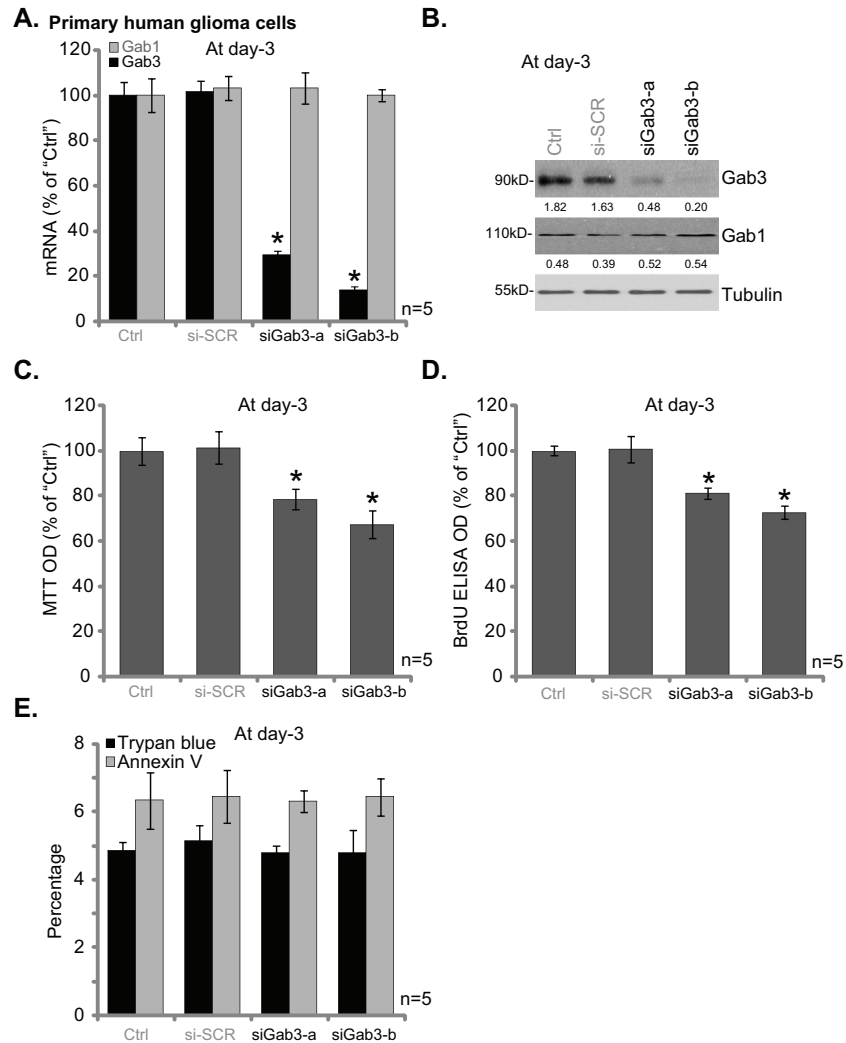 A. Primary human glioma cells
At day-3
Gab1
Gab3
mRNA (% of “Ctrl”)
120
100
80
60
40
20
0
*
*
n=5
Ctrl si-SCR siGab3-a siGab3-b
B.
At day-3
Ctrl si-SCR siGab3-a siGab3-b
90kD- Gab3
1.82 1.63 0.48 0.20
110kD- Gab1
0.48 0.39 0.52 0.54
55kD- Tubulin
C.
At day-3
MTT OD (% of “Ctrl”)
120
100
80
60
40
20
0
*
*
n=5
Ctrl si-SCR siGab3-a siGab3-b
D.
At day-3
BrdU ELISA OD (% of “Ctrl”)
120
100
80
60
40
20
0
*
*
n=5
Ctrl si-SCR siGab3-a siGab3-b
E.
At day-3
Trypan blue
Annexin V
Percentage
8
6
4
2
0
n=5
Ctrl si-SCR siGab3-a siGab3-b